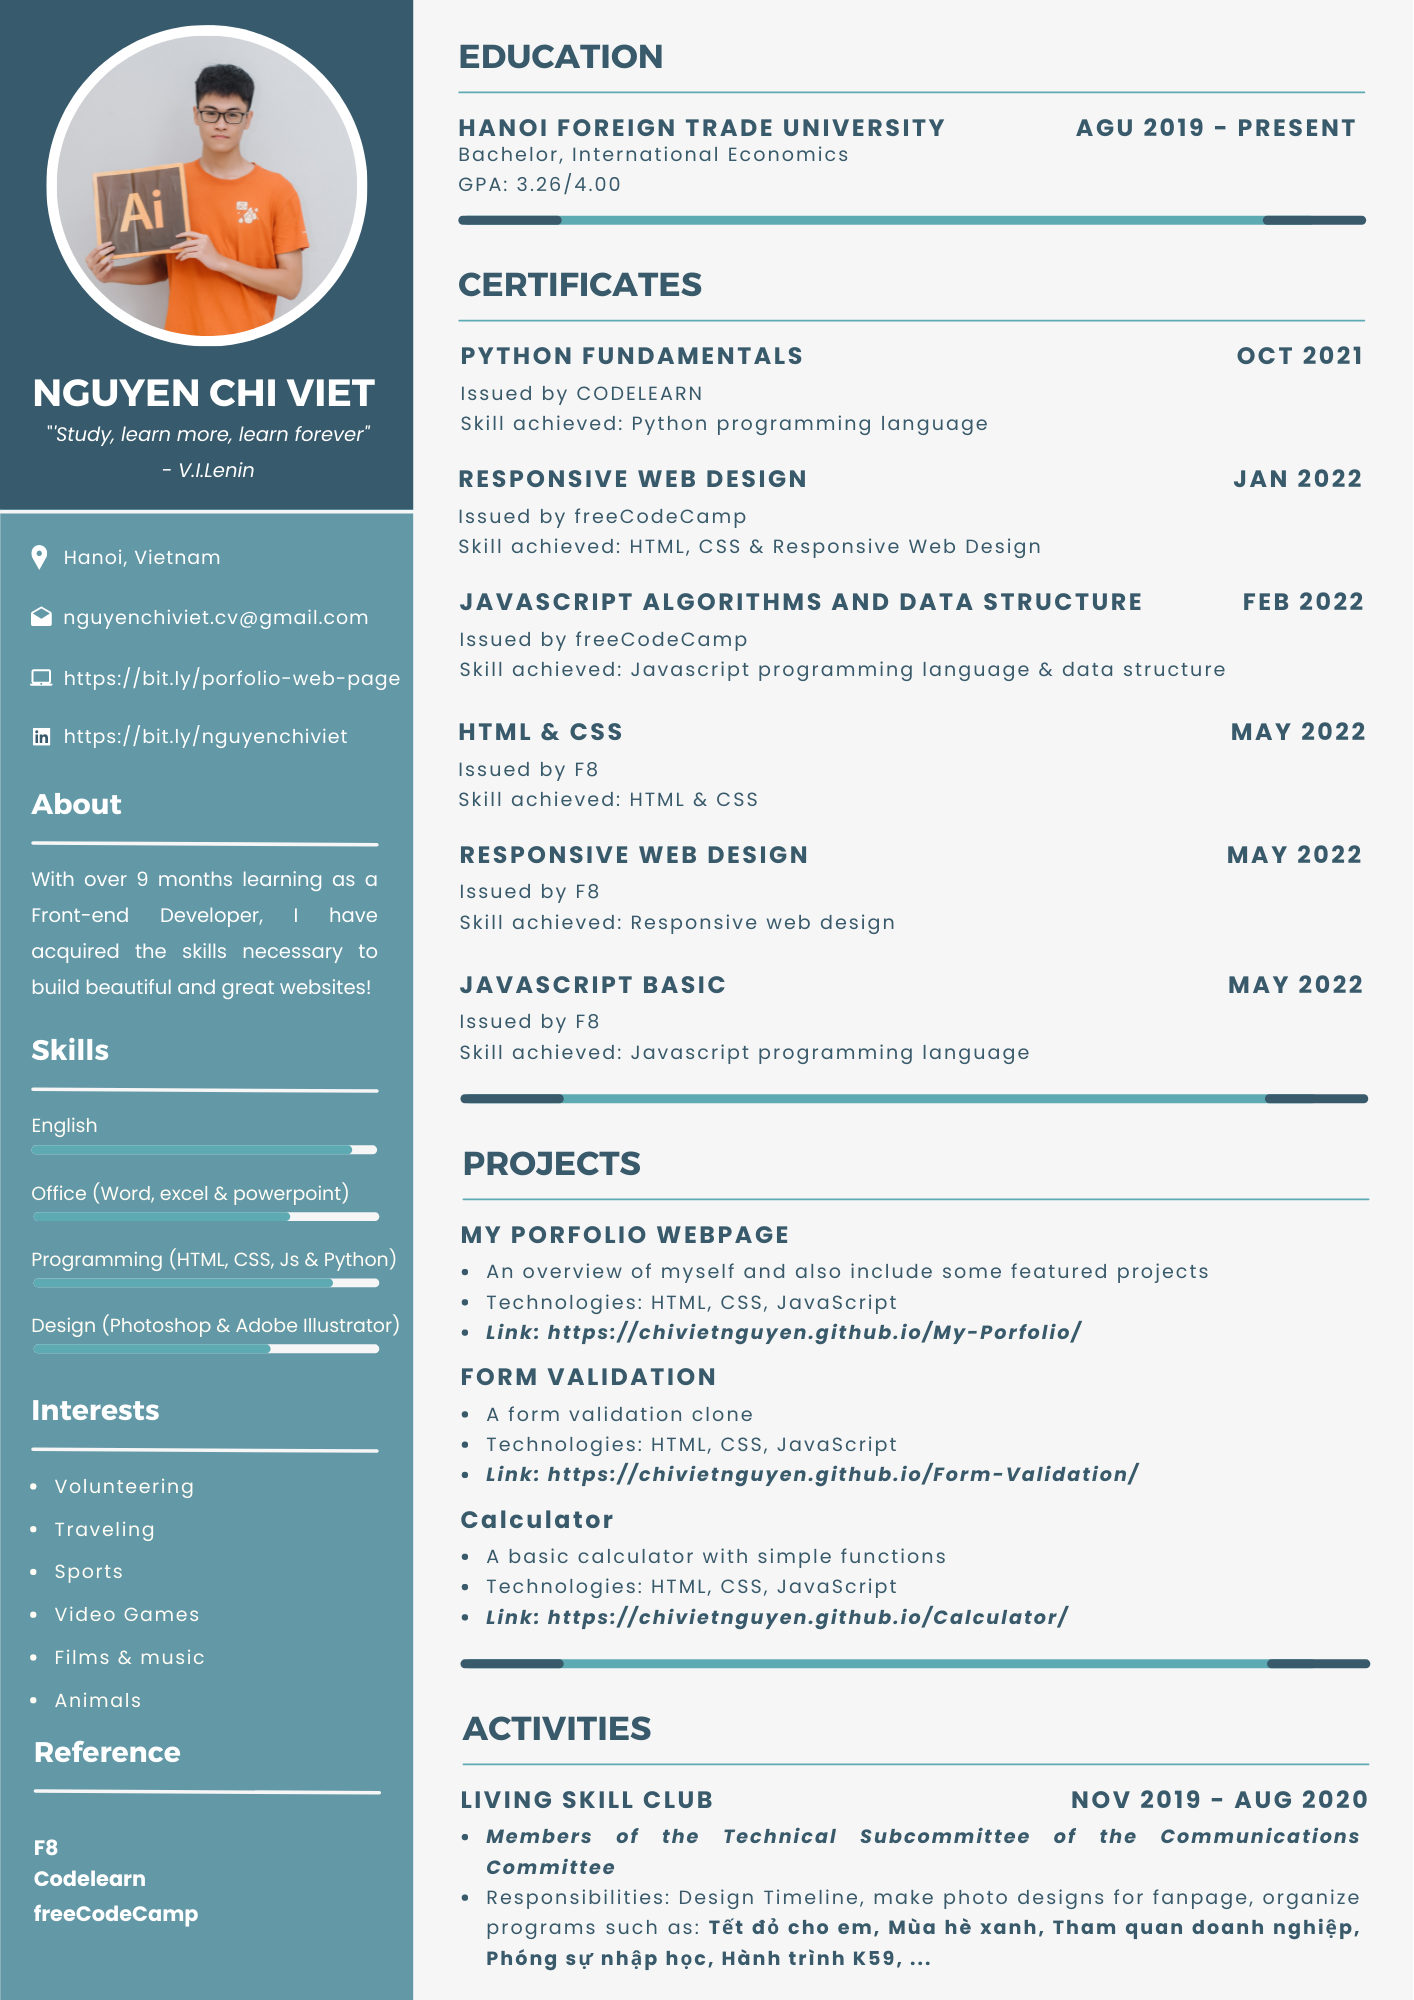 Ai
NGUYEN CHI VIET
"'Study, learn more, learn forever"
- V.I.Lenin
Hanoi, Vietnam
nguyenchiviet.cv@gmail.com
https://bit.ly/porfolio-web-page
in https://bit.ly/nguyenchiviet
About
With over 9 months learning as a
Front-end Developer, I have
acquired the skills necessary to
build beautiful and great websites!
Skills
English
Office (Word, excel & powerpoint)
Programming (HTML, CSS, Js & Python)
Design (Photoshop & Adobe Illustrator)
Interests
• Volunteering
• Traveling
• Sports
• Video Games
• Films & music
• Animals
Reference
F8
Codelearn
freeCodeCamp
EDUCATION
HANOI FOREIGN TRADE UNIVERSITY AGU 2019 - PRESENT
Bachelor, International Economics
GPA: 3.26/4.00
CERTIFICATES
PYTHON FUNDAMENTALS OCT 2021
Issued by CODELEARN
Skill achieved: Python programming language
RESPONSIVE WEB DESIGN JAN 2022
Issued by freeCodeCamp
Skill achieved: HTML, CSS & Responsive Web Design
JAVASCRIPT ALGORITHMS AND DATA STRUCTURE FEB 2022
Issued by freeCodeCamp
Skill achieved: Javascript programming language & data structure
HTML & CSS MAY 2022
Issued by F8
Skill achieved: HTML & CSS
RESPONSIVE WEB DESIGN MAY 2022
Issued by F8
Skill achieved: Responsive web design
JAVASCRIPT BASIC MAY 2022
Issued by F8
Skill achieved: Javascript programming language
PROJECTS
MY PORFOLIO WEBPAGE
• An overview of myself and also include some featured projects
• Technologies: HTML, CSS, JavaScript
• Link: https://chivietnguyen.github.io/My-Porfolio/
FORM VALIDATION
• A form validation clone
• Technologies: HTML, CSS, JavaScript
• Link: https://chivietnguyen.github.io/Form-Validation/
Calculator
• A basic calculator with simple functions
• Technologies: HTML, CSS, JavaScript
• Link: https://chivietnguyen.github.io/Calculator/
ACTIVITIES
LIVING SKILL CLUB NOV 2019 - AUG 2020
• Members of the Technical Subcommittee of the Communications
Committee
• Responsibilities: Design Timeline, make photo designs for fanpage, organize
programs such as: Tết đỏ cho em, Mùa hè xanh, Tham quan doanh nghiệp,
Phóng sự nhập học, Hành trình K59, ...